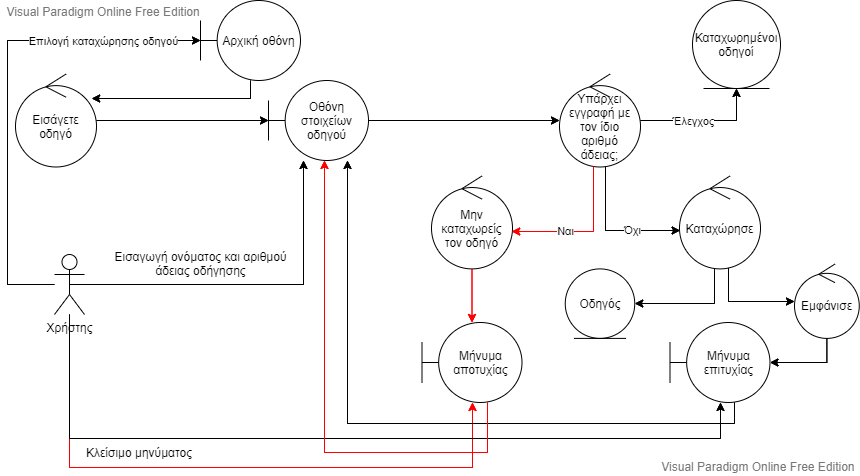 Visual Paradigm Online Free Edition
Επιλογή καταχώρησης οδηγού
Αρχική οθόνη
Καταχωρημένοι
οδηγοί
Εισάγετε
οδηγό
Οθόνη
στοιχείων
οδηγού
Υπάρχει
εγγραφή με
τον ίδιο
αριθμό
άδειας;
Έλεγχος
Μην
καταχωρείς
τον οδηγό
Ναι
Όχι
Καταχώρησε
Εισαγωγή ονόματος και αριθμού
άδειας οδήγησης
Χρήστης
Οδηγός
Εμφάνισε
Μήνυμα
αποτυχίας
Μήνυμα
επιτυχίας
Κλείσιμο μηνύματος
Visual Paradigm Online Free Edition